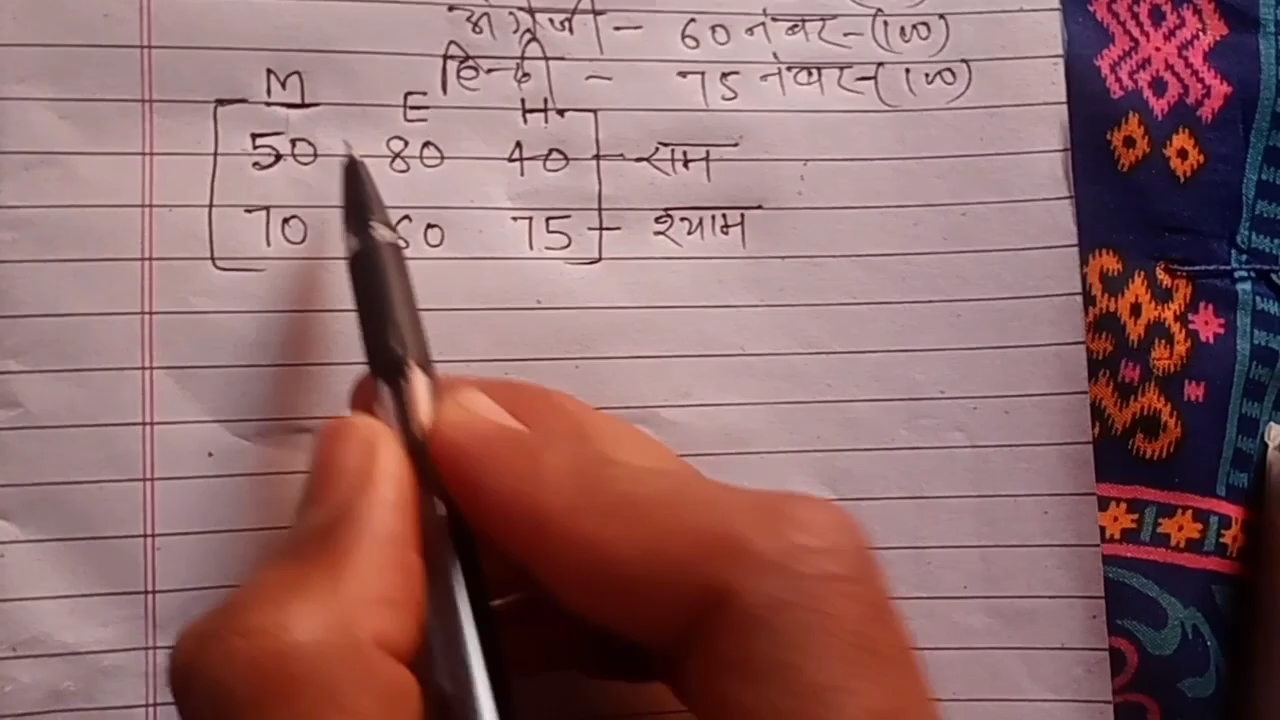 अंग्रेजी - 60 नंबर - (100)
हिन्दी - 75 नंबर - (100)
M E H
50 80 40 - राम
70 60 75 - श्याम